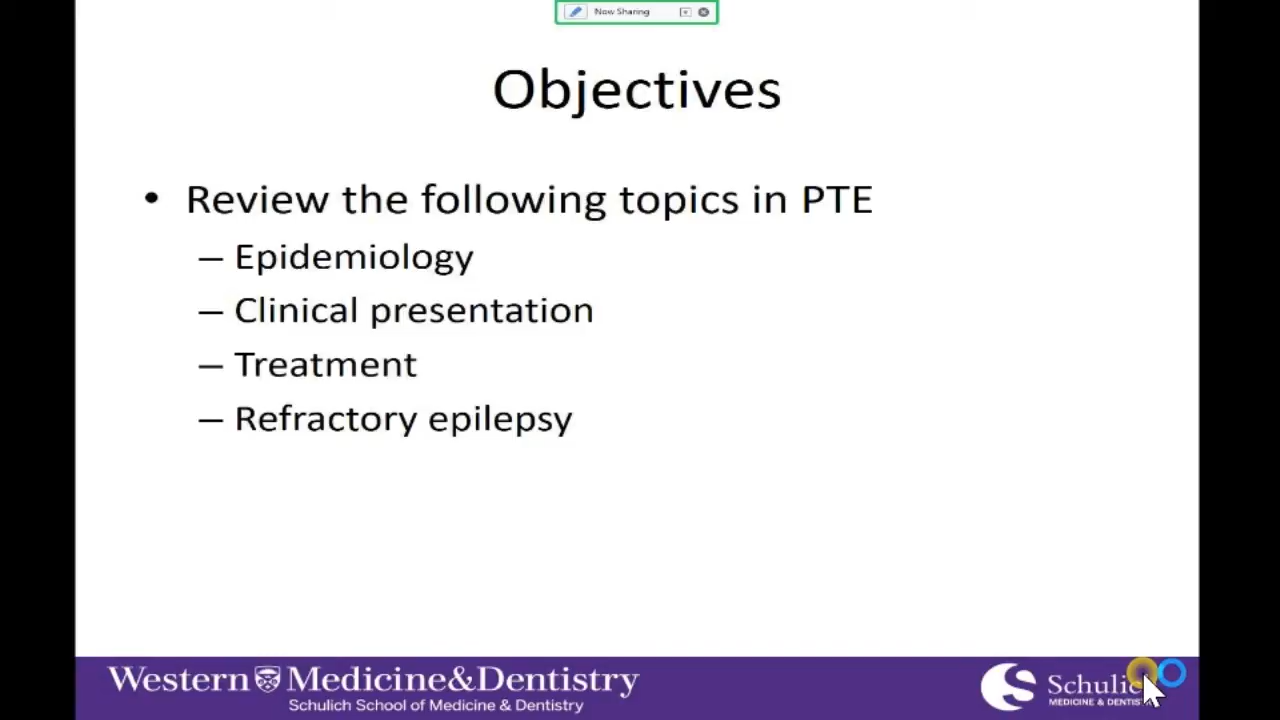 Now Sharing
Objectives
• Review the following topics in PTE
– Epidemiology
– Clinical presentation
– Treatment
– Refractory epilepsy
Western Medicine&Dentistry
Schulich School of Medicine & Dentistry
MEDICINE &